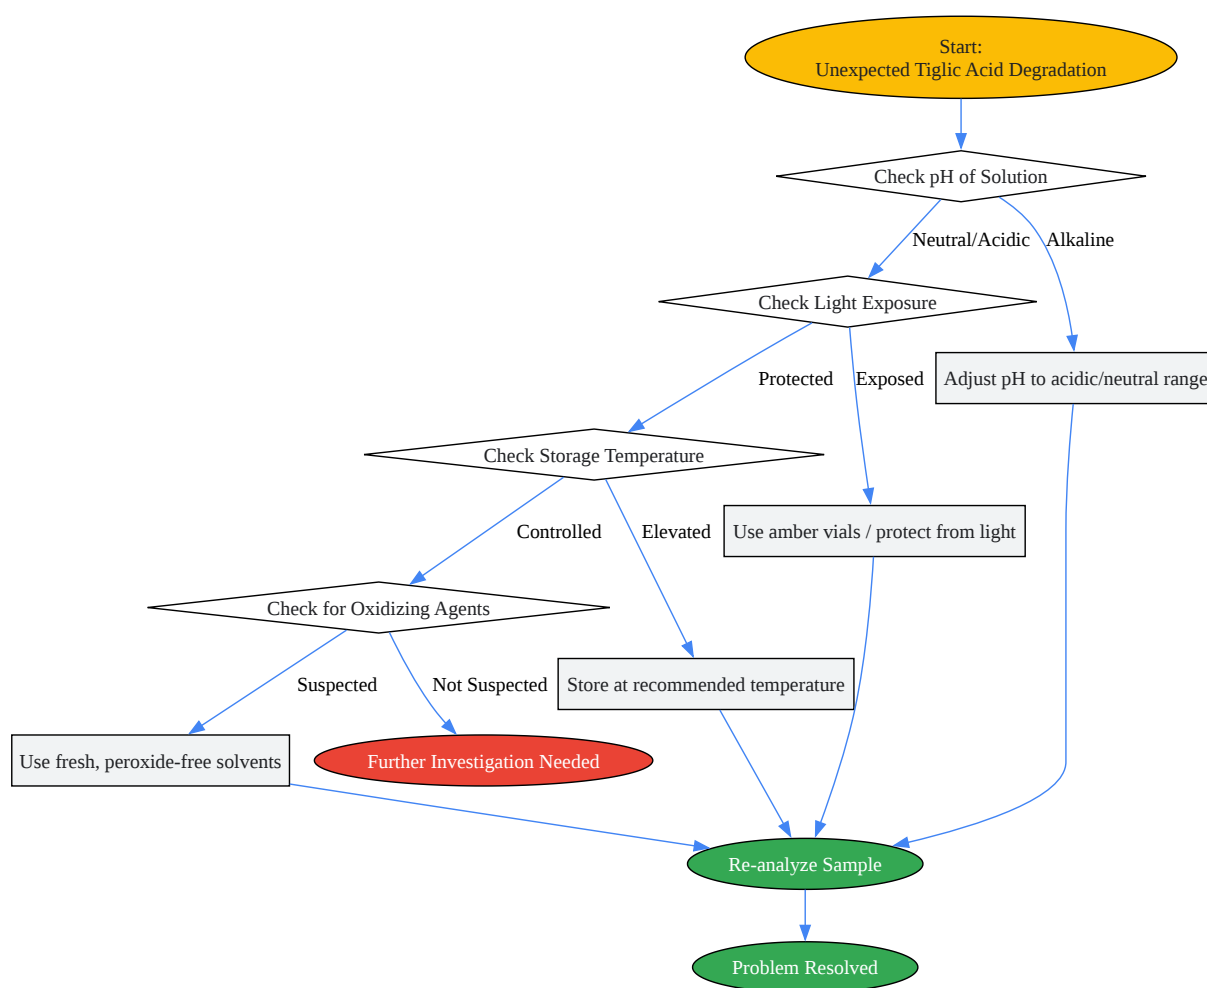 Start:
Unexpected Tiglic Acid Degradation
Check pH of Solution
Neutral/Acidic
Alkaline
Check Light Exposure
Protected
Exposed
Adjust pH to acidic/neutral range
Check Storage Temperature
Controlled
Elevated
Use amber vials / protect from light
Check for Oxidizing Agents
Suspected
Not Suspected
Store at recommended temperature
Use fresh, peroxide-free solvents
Further Investigation Needed
Re-analyze Sample
Problem Resolved